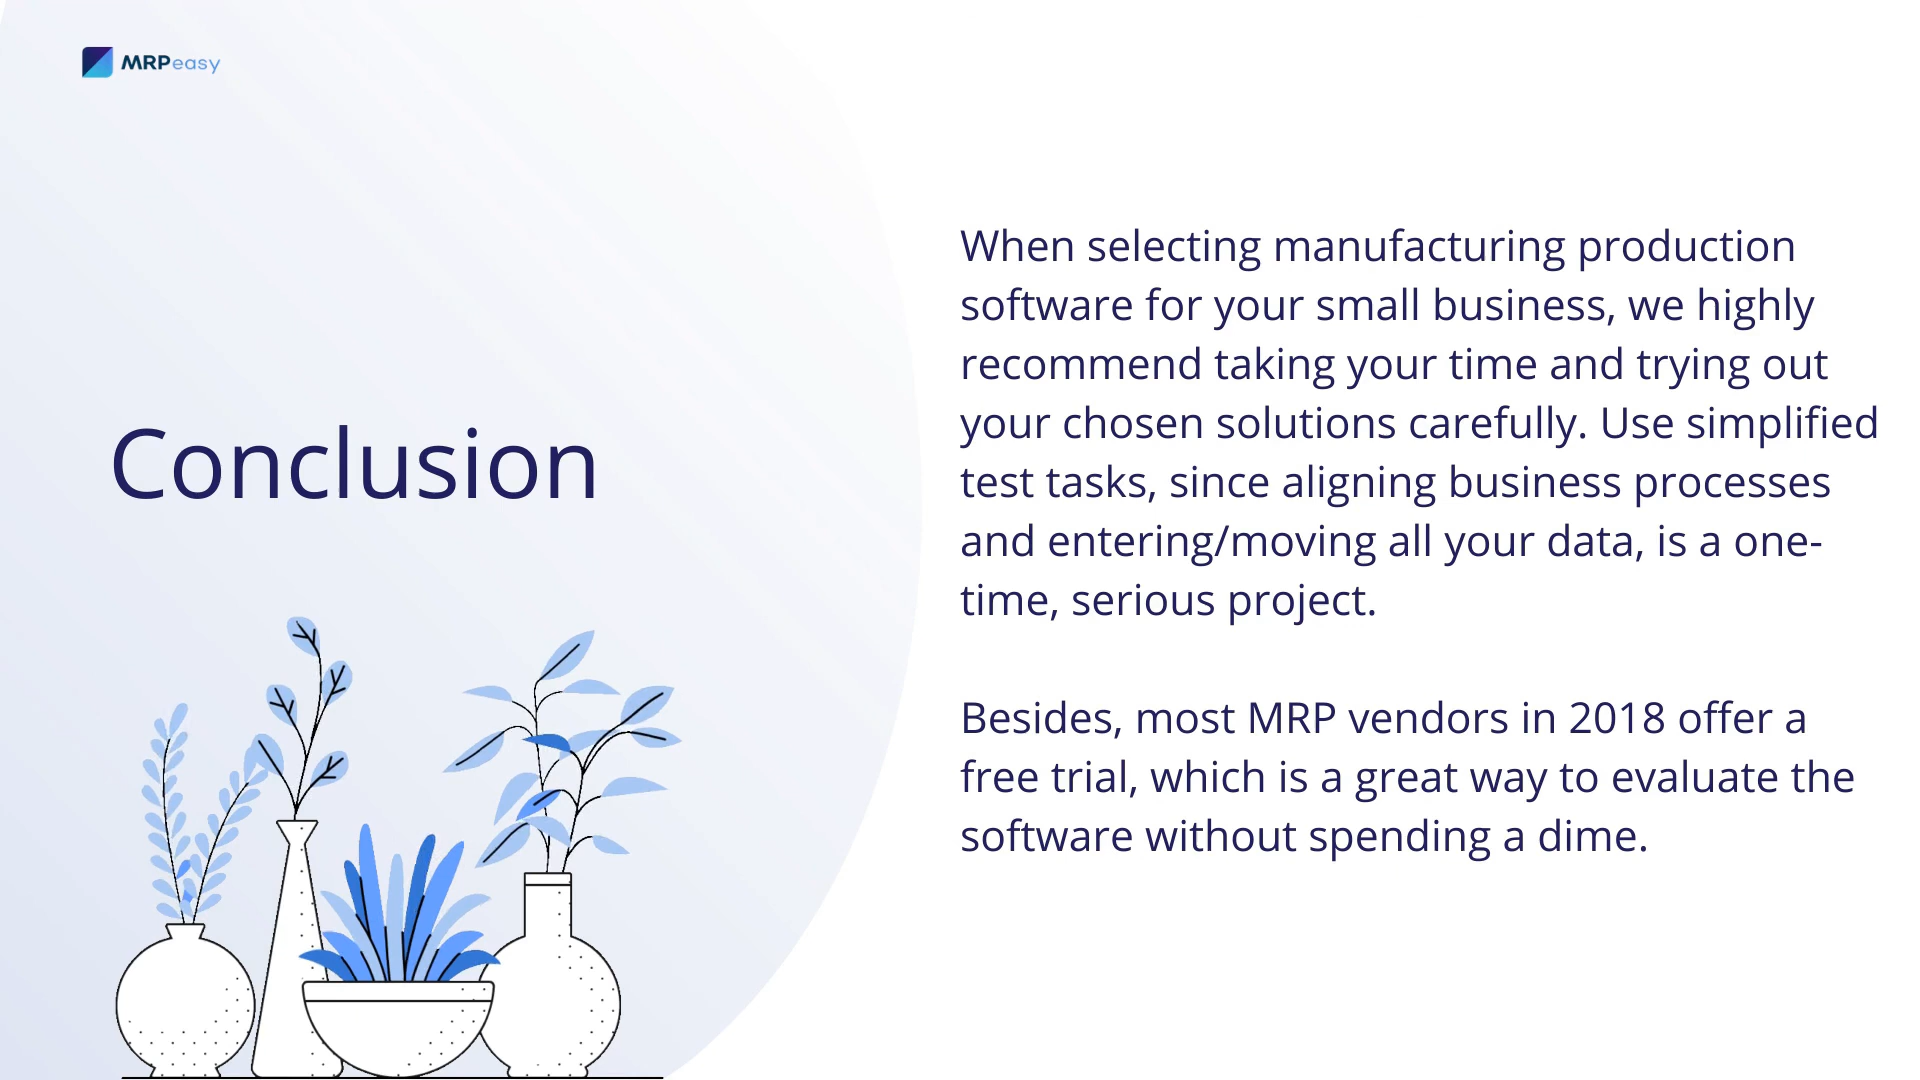 MRPeasy
Conclusion
When selecting manufacturing production
software for your small business, we highly
recommend taking your time and trying out
your chosen solutions carefully. Use simplified
test tasks, since aligning business processes
and entering/moving all your data, is a one-
time, serious project.
Besides, most MRP vendors in 2018 offer a
free trial, which is a great way to evaluate the
software without spending a dime.